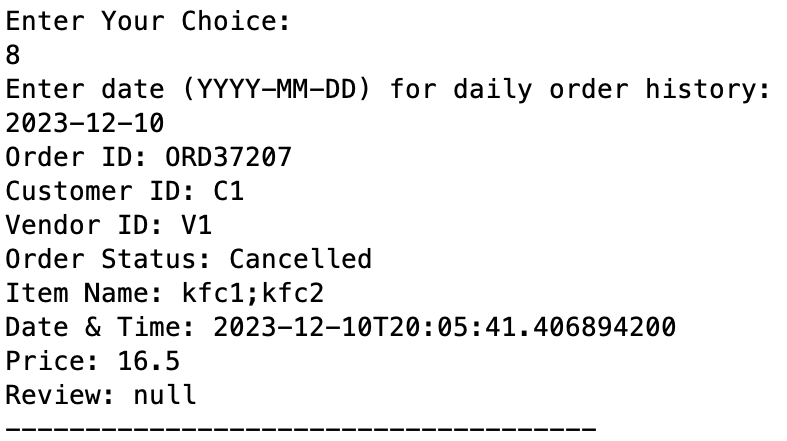 Enter Your Choice:
8
Enter date (YYYY-MM-DD) for daily order history:
2023-12-10
Order ID: ORD37207
Customer ID: C1
Vendor ID: V1
Order Status: Cancelled
Item Name: kfc1;kfc2
Date & Time: 2023-12-10T20:05:41.406894200
Price: 16.5
Review: null
-------------------------------------